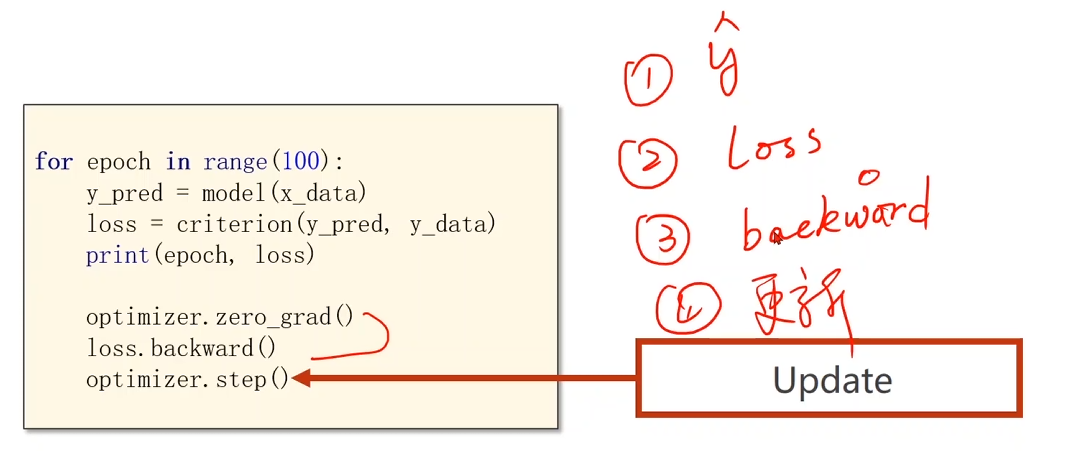 for epoch in range(100):
y_pred = model(x_data)
loss = criterion(y_pred, y_data)
print(epoch, loss)
optimizer.zero_grad()
loss.backward()
optimizer.step()
① ŷ
② Loss
③ backward
④ 更新
Update